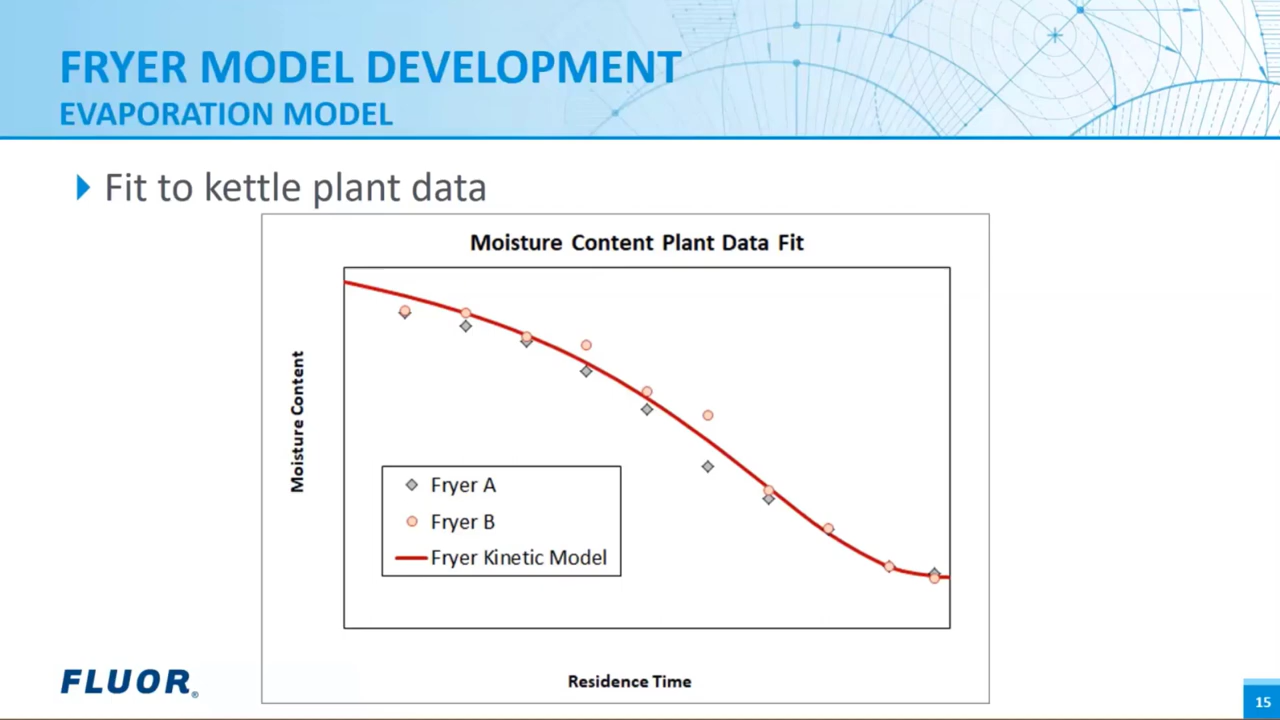 FRYER MODEL DEVELOPMENT
EVAPORATION MODEL
Fit to kettle plant data
Moisture Content Plant Data Fit
Moisture Content
Fryer A
Fryer B
Fryer Kinetic Model
Residence Time
FLUOR®
15